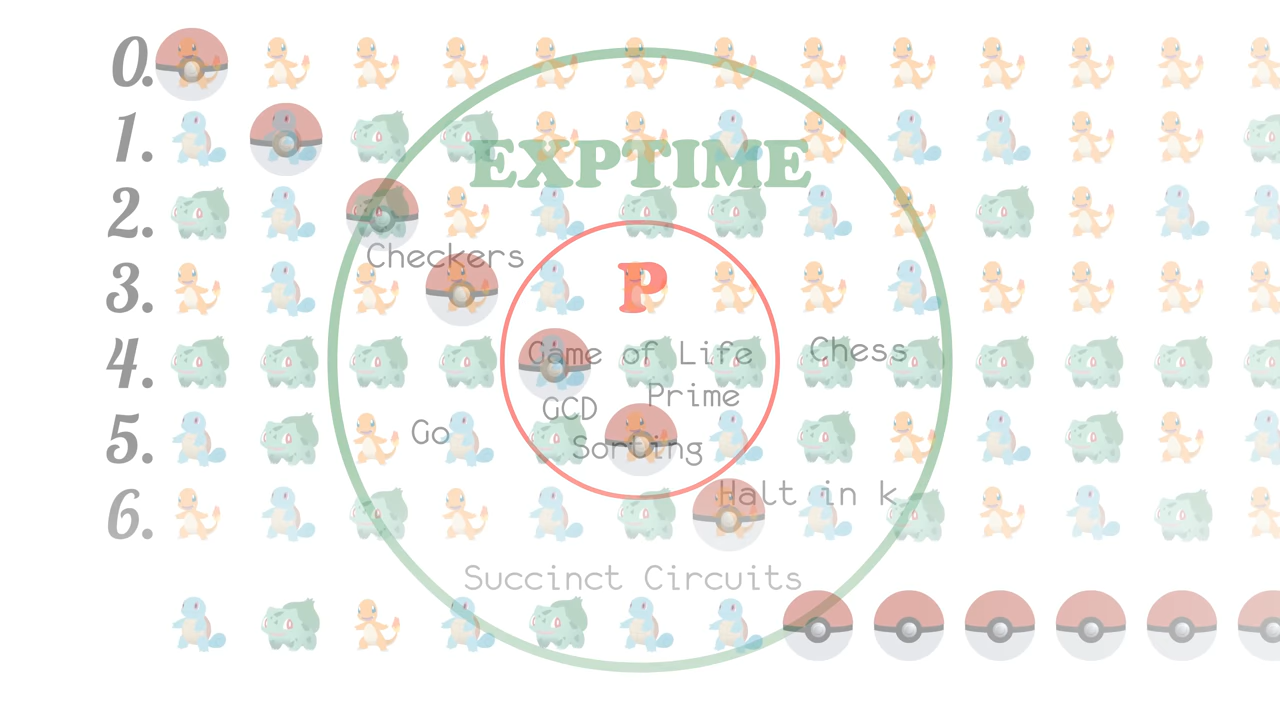 0.
1.
EXPTIME
2.
Checkers
3.
P
4.
Game of Life
Chess
Prime
GCD
Go
5.
Sorting
Halt in k
6.
Succinct Circuits